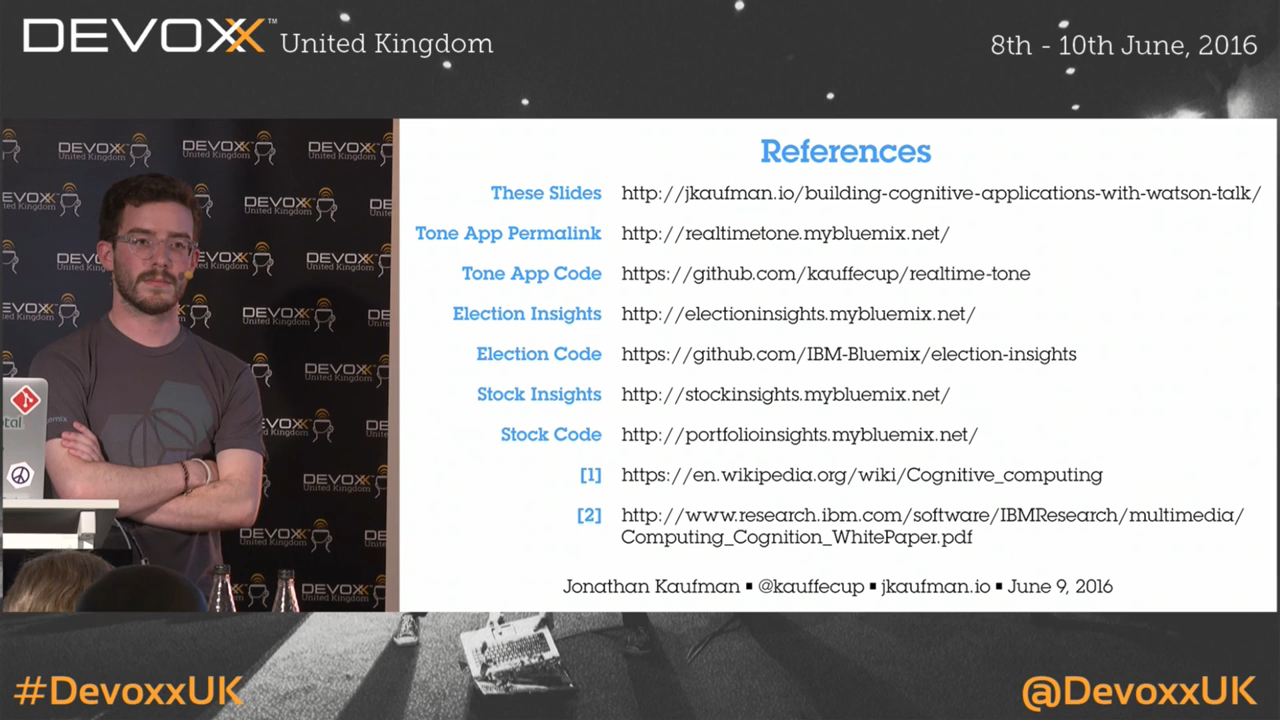 DEVOXX™ United Kingdom
8th - 10th June, 2016
References
These Slides http://jkaufman.io/building-cognitive-applications-with-watson-talk/
Tone App Permalink http://realtimetone.mybluemix.net/
Tone App Code https://github.com/kauffecup/realtime-tone
Election Insights http://electioninsights.mybluemix.net/
Election Code https://github.com/IBM-Bluemix/election-insights
Stock Insights http://stockinsights.mybluemix.net/
Stock Code http://portfolioinsights.mybluemix.net/
[1] https://en.wikipedia.org/wiki/Cognitive_computing
[2] http://www.research.ibm.com/software/IBMResearch/multimedia/
Computing_Cognition_WhitePaper.pdf
Jonathan Kaufman ▪ @kauffecup ▪ jkaufman.io ▪ June 9, 2016
DEVOXX
United Kingdom
#DevoxxUK
@DevoxxUK